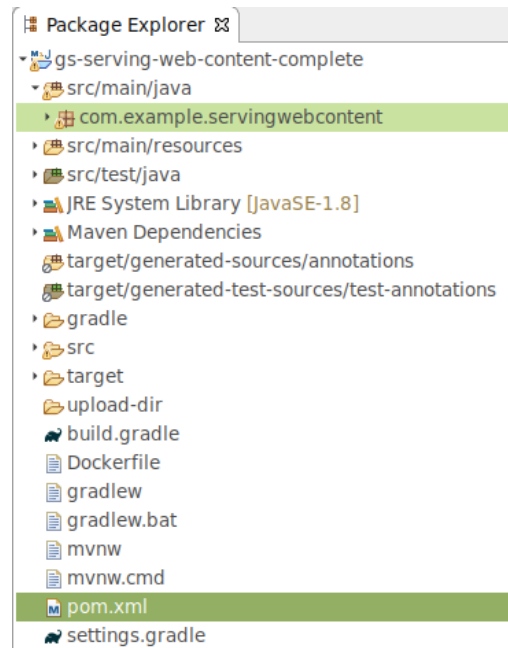 Package Explorer
gs-serving-web-content-complete
src/main/java
com.example.servingwebcontent
src/main/resources
src/test/java
JRE System Library [JavaSE-1.8]
Maven Dependencies
target/generated-sources/annotations
target/generated-test-sources/test-annotations
gradle
src
target
upload-dir
build.gradle
Dockerfile
gradlew
gradlew.bat
mvnw
mvnw.cmd
pom.xml
settings.gradle